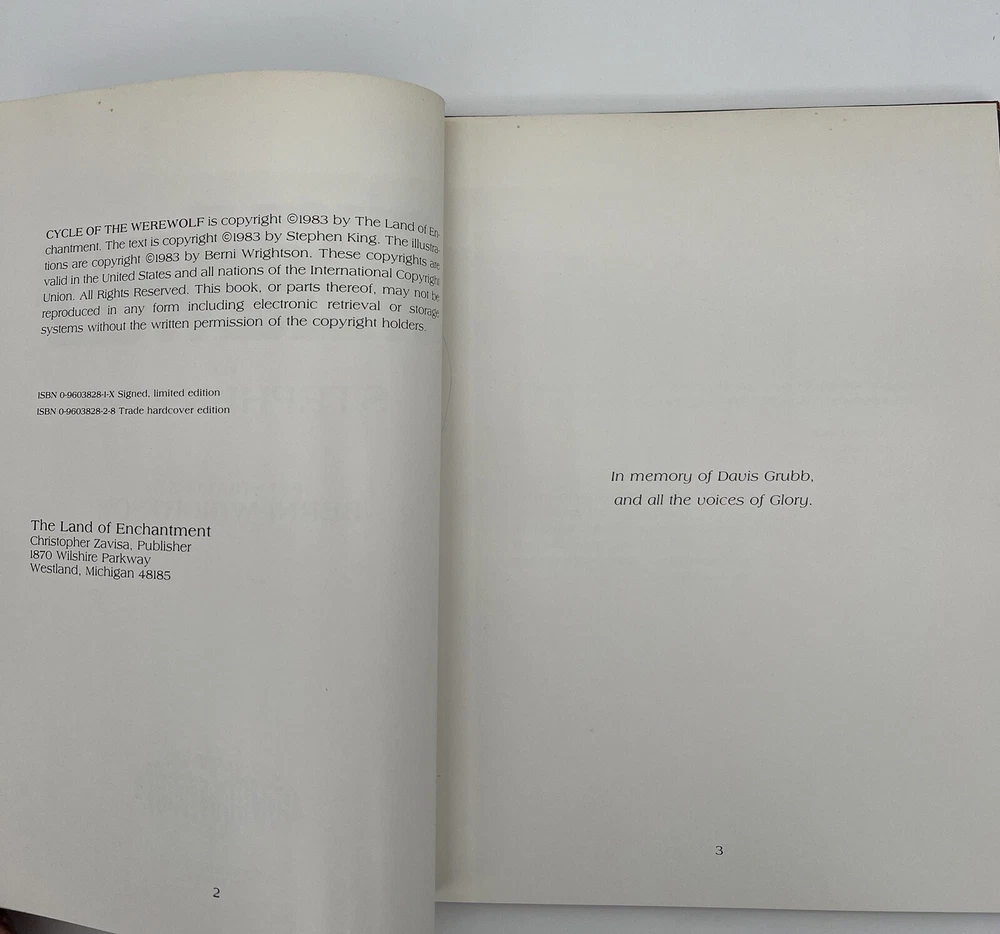 CYCLE OF THE WEREWOLF is copyright ©1983 by The Land of En-
chantment. The text is copyright ©1983 by Stephen King. The illustra-
tions are copyright ©1983 by Berni Wrightson. These copyrights are
valid in the United States and all nations of the International Copyright
Union. All Rights Reserved. This book, or parts thereof, may not be
reproduced in any form including electronic retrieval or storage
systems without the written permission of the copyright holders.
ISBN 0-9603828-1-X Signed, limited edition
ISBN 0-9603828-2-8 Trade hardcover edition
The Land of Enchantment
Christopher Zavisa, Publisher
1870 Wilshire Parkway
Westland, Michigan 48185
2
In memory of Davis Grubb,
and all the voices of Glory.
3